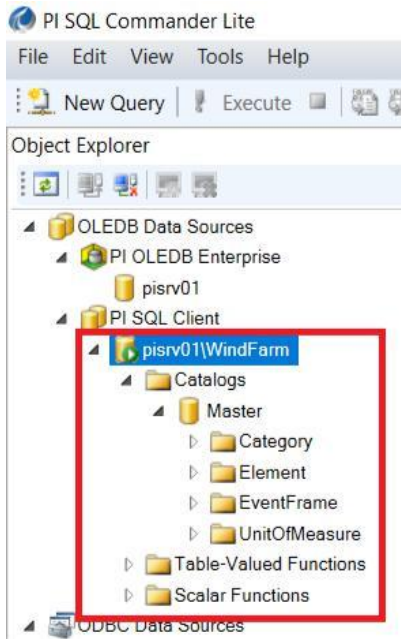 PI SQL Commander Lite
File Edit View Tools Help
New Query Execute
Object Explorer
OLEDB Data Sources
PI OLEDB Enterprise
pisrv01
PI SQL Client
pisrv01\WindFarm
Catalogs
Master
Category
Element
EventFrame
UnitOfMeasure
Table-Valued Functions
Scalar Functions
ODBC Data Sources